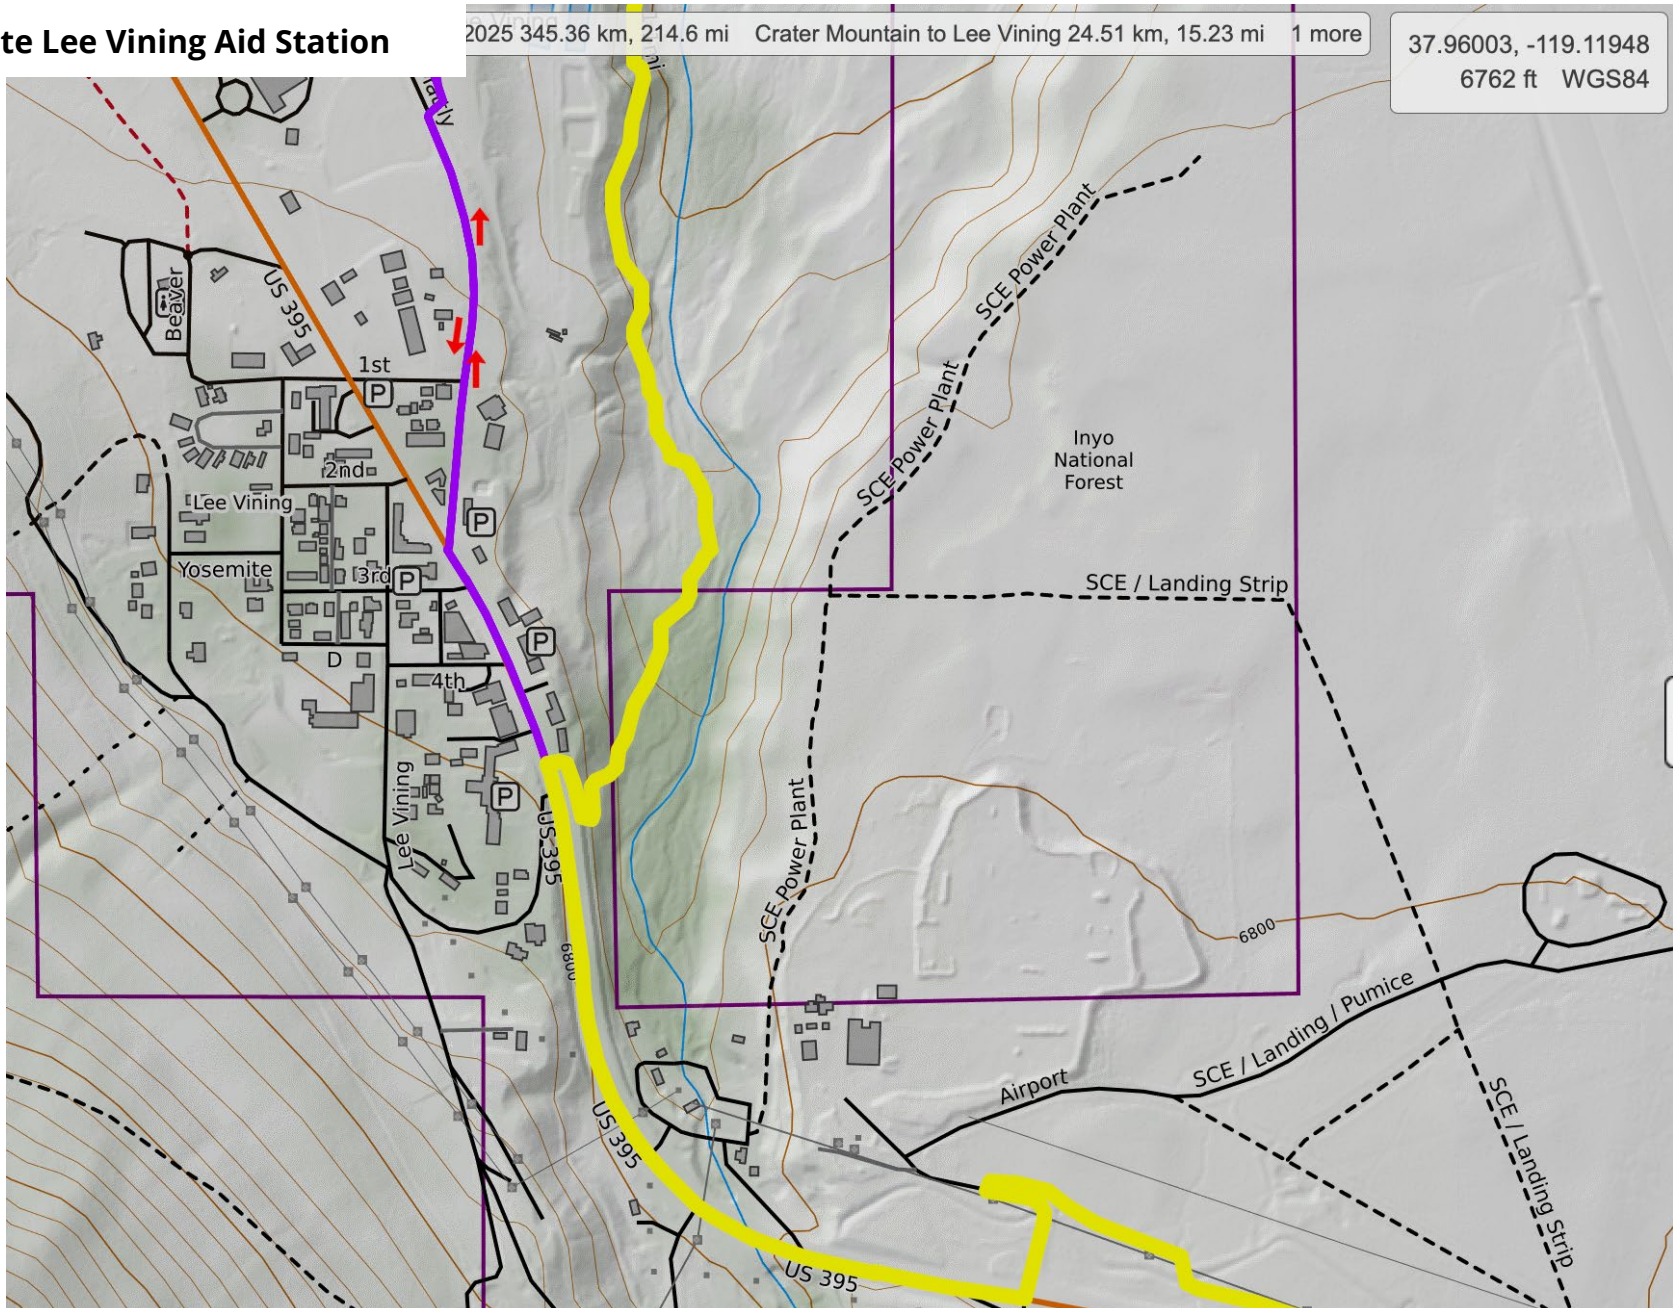 te Lee Vining Aid Station
2025 345.36 km, 214.6 mi Crater Mountain to Lee Vining 24.51 km, 15.23 mi 1 more
37.96003, -119.11948
6762 ft WGS84
mi
US 395
Beaver
1st
P
2nd
Lee Vining
P
Yosemite
3rd
P
P
D
4th
Lee Vining
P
US 395
6800
US 395
US 395
SCE Power Plant
SCE Power Plant
Inyo
National
Forest
SCE / Landing Strip
SCE Power Plant
6800
SCE / Landing / Pumice
Airport
SCE / Landing Strip